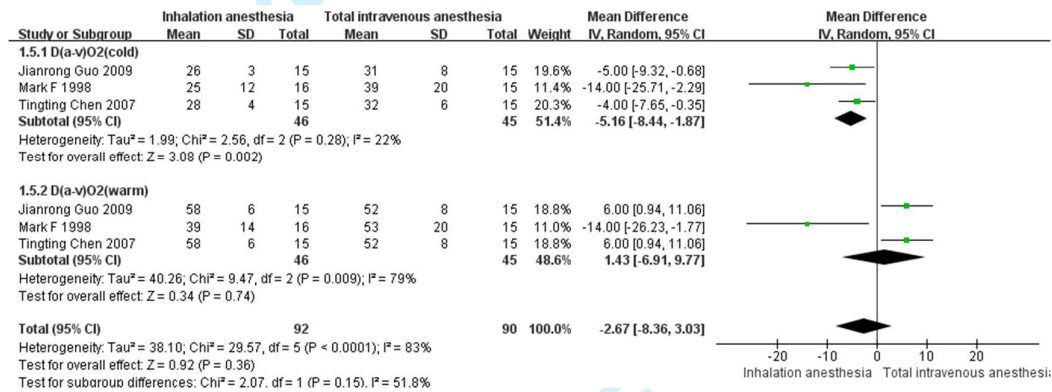 Inhalation anesthesia Total intravenous anesthesia Mean Difference Mean Difference
Study or Subgroup Mean SD Total Mean SD Total Weight IV, Random, 95% CI IV, Random, 95% CI
1.5.1 D(a-v)O2(cold)
Jianrong Guo 2009 26 3 15 31 8 15 19.6% -5.00 [-9.32, -0.68]
Mark F 1998 25 12 16 39 20 15 11.4% -14.00 [-25.71, -2.29]
Tingting Chen 2007 28 4 15 32 6 15 20.3% -4.00 [-7.65, -0.35]
Subtotal (95% CI) 46 45 51.4% -5.16 [-8.44, -1.87]
Heterogeneity: Tau² = 1.99; Chi² = 2.56, df = 2 (P = 0.28); I² = 22%
Test for overall effect: Z = 3.08 (P = 0.002)
1.5.2 D(a-v)O2(warm)
Jianrong Guo 2009 58 6 15 52 8 15 18.8% 6.00 [0.94, 11.06]
Mark F 1998 39 14 16 53 20 15 11.0% -14.00 [-26.23, -1.77]
Tingting Chen 2007 58 6 15 52 8 15 18.8% 6.00 [0.94, 11.06]
Subtotal (95% CI) 46 45 48.6% 1.43 [-6.91, 9.77]
Heterogeneity: Tau² = 40.26; Chi² = 9.47, df = 2 (P = 0.009); I² = 79%
Test for overall effect: Z = 0.34 (P = 0.74)
Total (95% CI) 92 90 100.0% -2.67 [-8.36, 3.03]
Heterogeneity: Tau² = 38.10; Chi² = 29.57, df = 5 (P < 0.0001); I² = 83%
Test for overall effect: Z = 0.92 (P = 0.36)
Test for subgroup differences: Chi² = 2.07, df = 1 (P = 0.15), I² = 51.8%
-20 -10 0 10 20
Inhalation anesthesia Total intravenous anesthesia